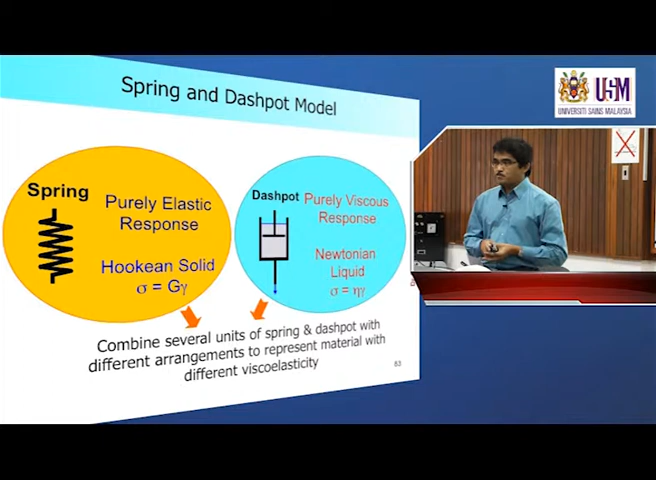 Spring and Dashpot Model
USM
UNIVERSITI SAINS MALAYSIA
Spring
Purely Elastic
Response
Hookean Solid
σ = Gγ
Dashpot
Purely Viscous
Response
Newtonian
Liquid
σ = ηγ
Combine several units of spring & dashpot with
different arrangements to represent material with
different viscoelasticity
53